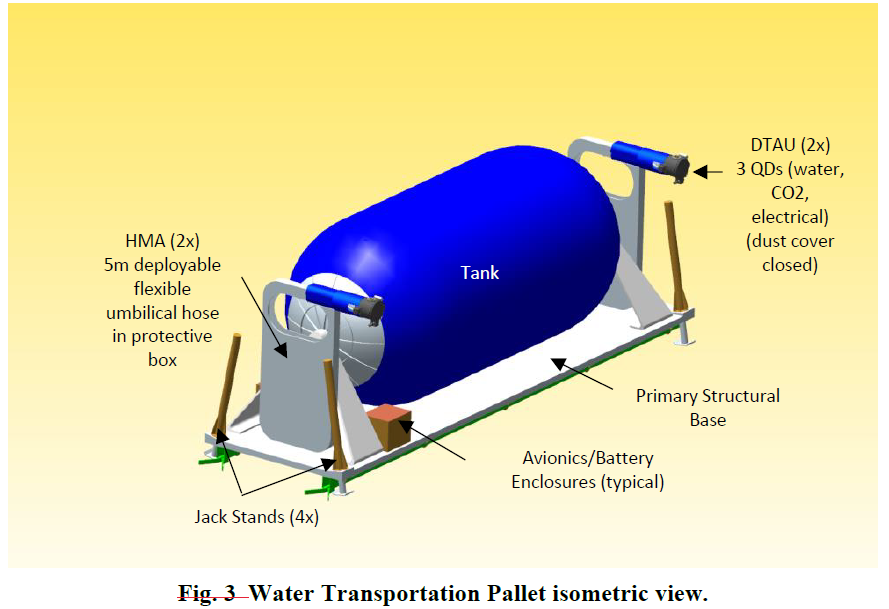 DTAU (2x)
3 QDs (water,
CO2,
electrical)
(dust cover
closed)
HMA (2x)
5m deployable
flexible
umbilical hose
in protective
box
Tank
Primary Structural
Base
Avionics/Battery
Enclosures (typical)
Jack Stands (4x)
Fig. 3 Water Transportation Pallet isometric view.